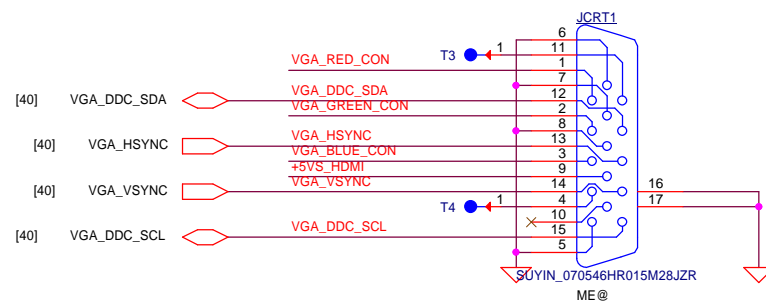 JCRT1
6
T3 1 11
VGA_RED_CON 1
7
[40] VGA_DDC_SDA VGA_DDC_SDA 12
VGA_GREEN_CON 2
8
[40] VGA_HSYNC VGA_HSYNC 13
VGA_BLUE_CON 3
+5VS_HDMI 9
[40] VGA_VSYNC VGA_VSYNC 14 16
T4 1 4 17
10
[40] VGA_DDC_SCL VGA_DDC_SCL 15
5
SUYIN_070546HR015M28JZR
ME@